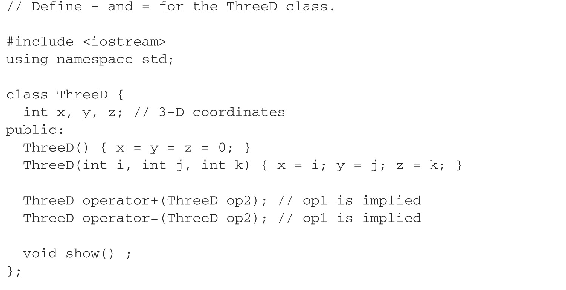 // Define - and = for the ThreeD class.

#include <iostream>
using namespace std;

class ThreeD {
  int x, y, z; // 3-D coordinates
public:
  ThreeD() { x = y = z = 0; }
  ThreeD(int i, int j, int k) { x = i; y = j; z = k; }

  ThreeD operator+(ThreeD op2); // op1 is implied
  ThreeD operator=(ThreeD op2); // op1 is implied

  void show() ;
};